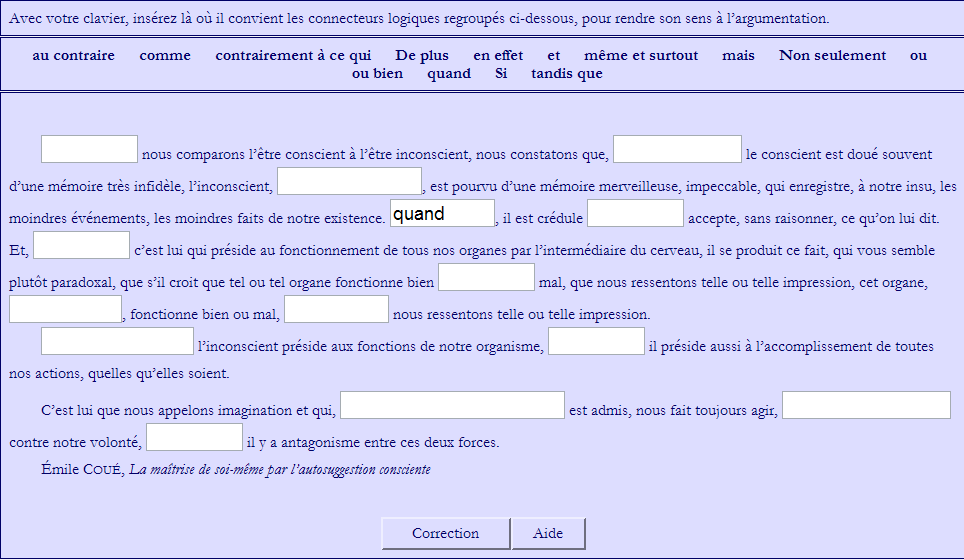 Avec votre clavier, insérez là où il convient les connecteurs logiques regroupés ci-dessous, pour rendre son sens à l'argumentation.
au contraire comme contrairement à ce qui De plus en effet et même et surtout mais Non seulement ou
ou bien quand Si tandis que
nous comparons l'être conscient à l'être inconscient, nous constatons que, le conscient est doué souvent
d'une mémoire très infidèle, l'inconscient, , est pourvu d'une mémoire merveilleuse, impeccable, qui enregistre, à notre insu, les
moindres événements, les moindres faits de notre existence. quand , il est crédule accepte, sans raisonner, ce qu'on lui dit.
Et, c'est lui qui préside au fonctionnement de tous nos organes par l'intermédiaire du cerveau, il se produit ce fait, qui vous semble
plutôt paradoxal, que s'il croit que tel ou tel organe fonctionne bien mal, que nous ressentons telle ou telle impression, cet organe,
, fonctionne bien ou mal, nous ressentons telle ou telle impression.
l'inconscient préside aux fonctions de notre organisme, il préside aussi à l'accomplissement de toutes
nos actions, quelles qu'elles soient.
C'est lui que nous appelons imagination et qui, est admis, nous fait toujours agir,
contre notre volonté, il y a antagonisme entre ces deux forces.
Émile COUÉ, La maîtrise de soi-même par l'autosuggestion consciente
Correction Aide